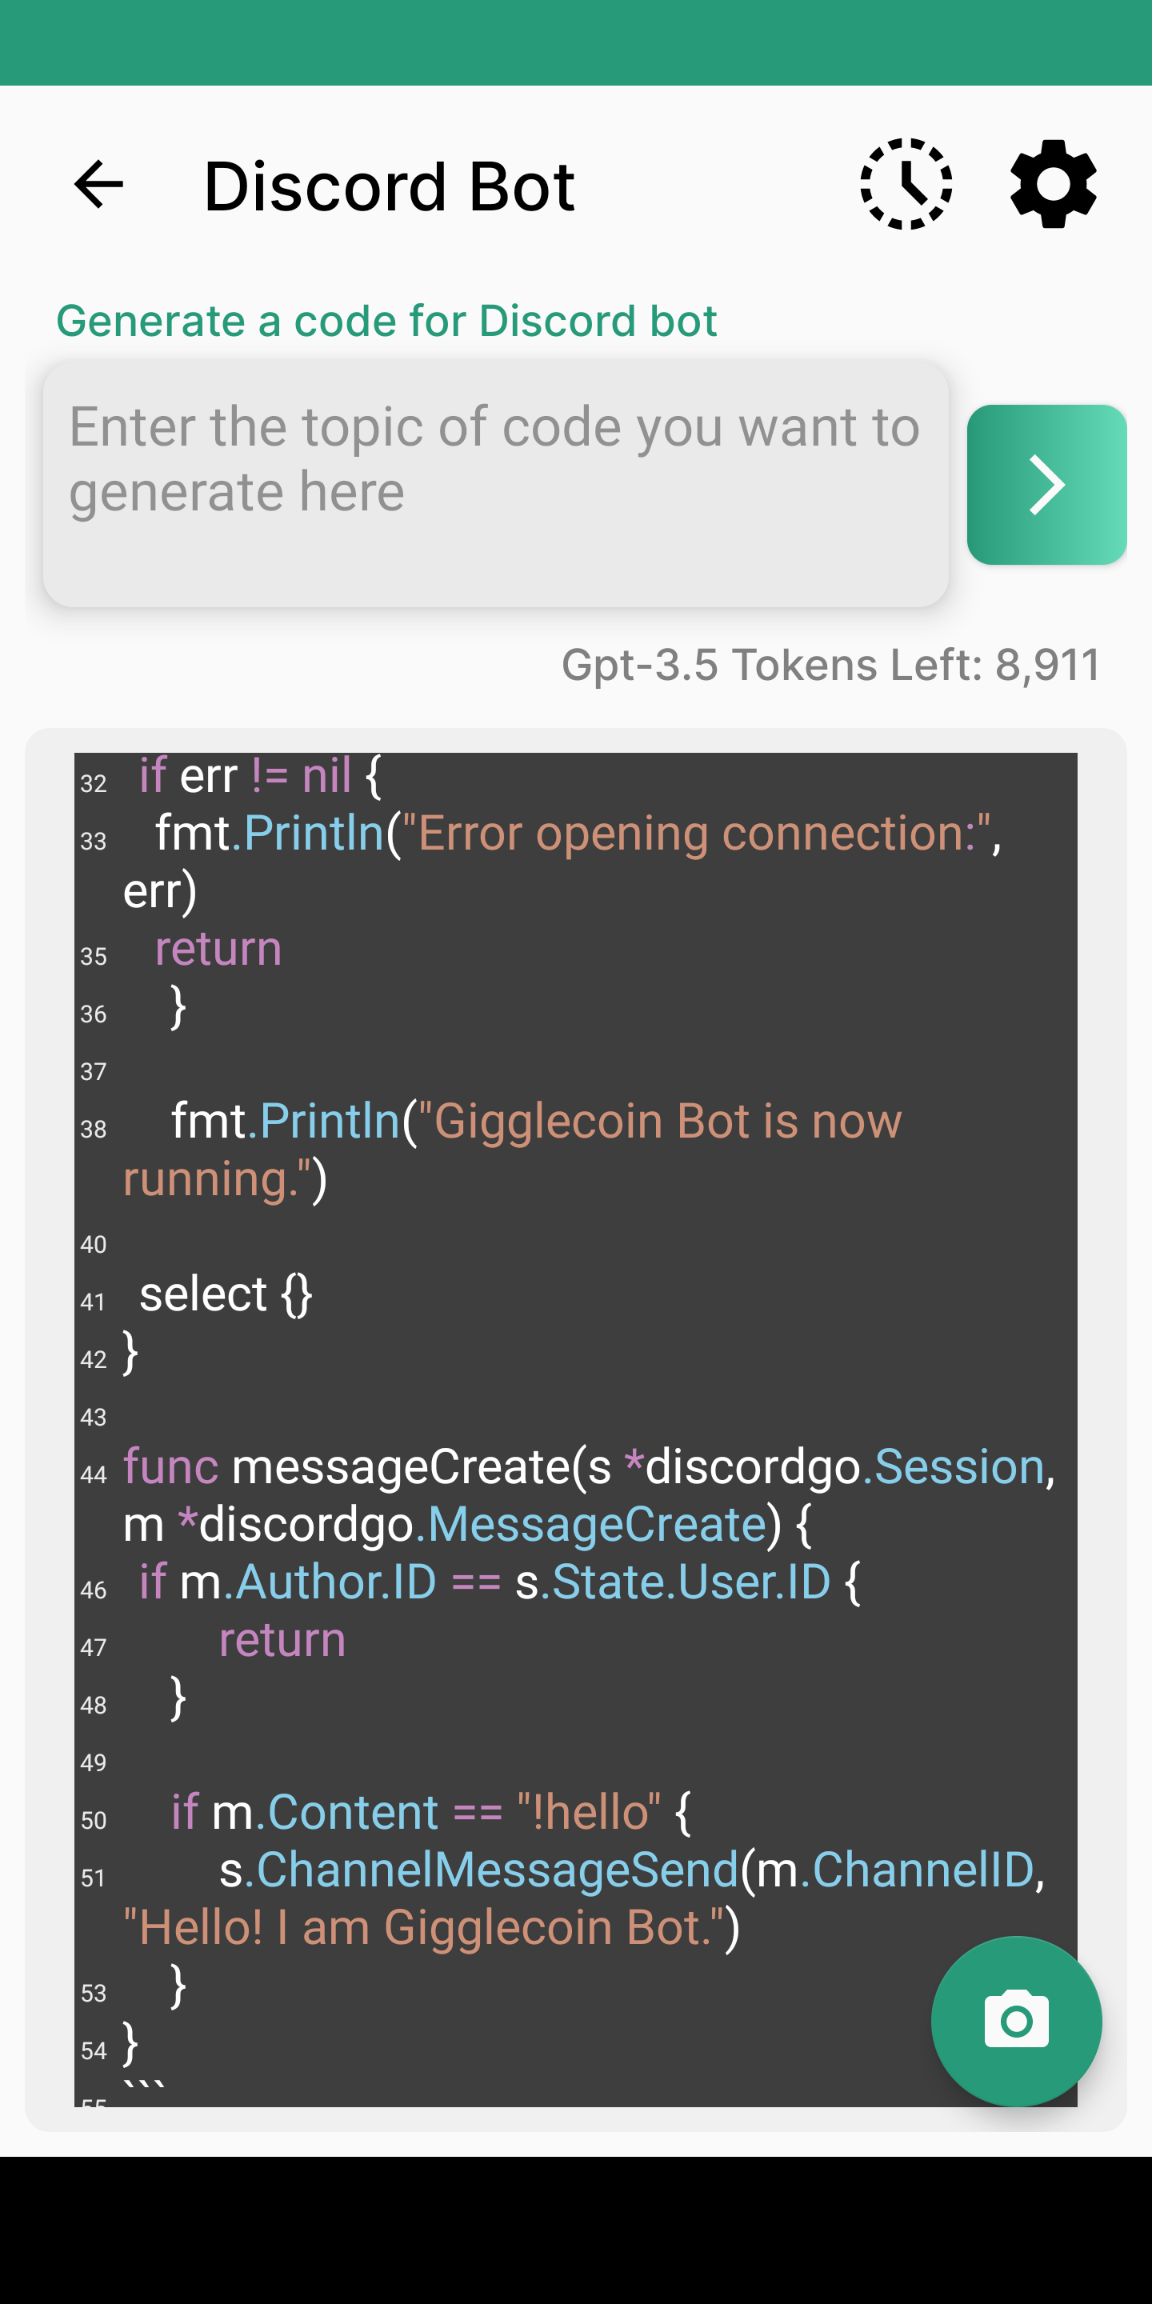 Discord Bot
Generate a code for Discord bot
Enter the topic of code you want to
generate here
Gpt-3.5 Tokens Left: 8,911
32 if err != nil {
33 fmt.Println("Error opening connection:",
err)
35 return
36 }
37
38 fmt.Println("Gigglecoin Bot is now
running.")
40
41 select {}
42 }
43
44 func messageCreate(s *discordgo.Session,
m *discordgo.MessageCreate) {
46 if m.Author.ID == s.State.User.ID {
47 return
48 }
49
50 if m.Content == "!hello" {
51 s.ChannelMessageSend(m.ChannelID,
"Hello! I am Gigglecoin Bot.")
53 }
54 }
```
55